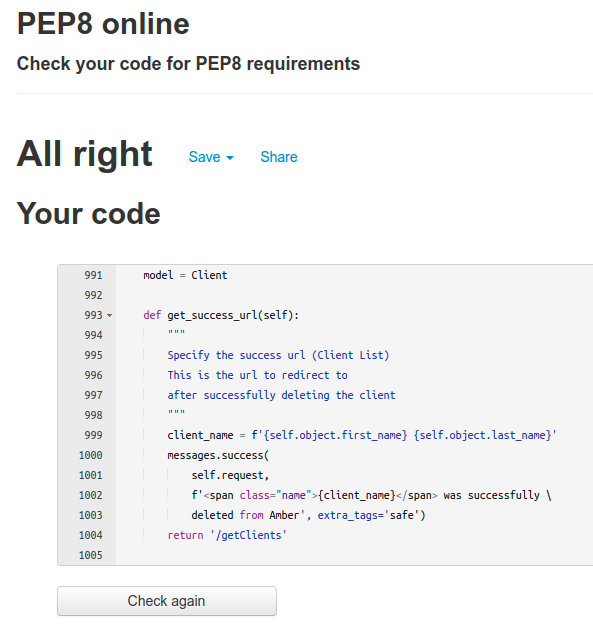 PEP8 online
Check your code for PEP8 requirements
All right Save Share
Your code
991 model = Client
992
993 def get_success_url(self):
994 """
995 Specify the success url (Client List)
996 This is the url to redirect to
997 after successfully deleting the client
998 """
999 client_name = f'{self.object.first_name} {self.object.last_name}'
1000 messages.success(
1001 self.request,
1002 f'<span class="name">{client_name}</span> was successfully \
1003 deleted from Amber', extra_tags='safe')
1004 return '/getClients'
1005
Check again